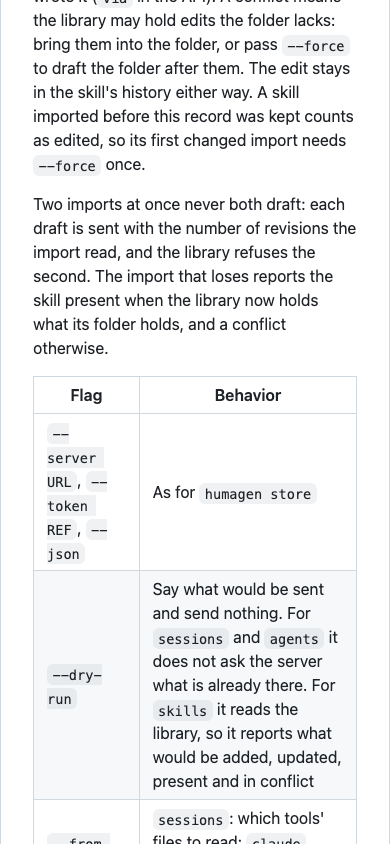 the library may hold edits the folder lacks:
bring them into the folder, or pass --force
to draft the folder after them. The edit stays
in the skill's history either way. A skill
imported before this record was kept counts
as edited, so its first changed import needs
--force once.
Two imports at once never both draft: each
draft is sent with the number of revisions the
import read, and the library refuses the
second. The import that loses reports the
skill present when the library now holds
what its folder holds, and a conflict
otherwise.
Flag
Behavior
--
server
URL, --
token
REF, --
json
As for humagen store
--dry-
run
Say what would be sent
and send nothing. For
sessions and agents it
does not ask the server
what is already there. For
skills it reads the
library, so it reports what
would be added, updated,
present and in conflict
sessions: which tools'
files to read: claude